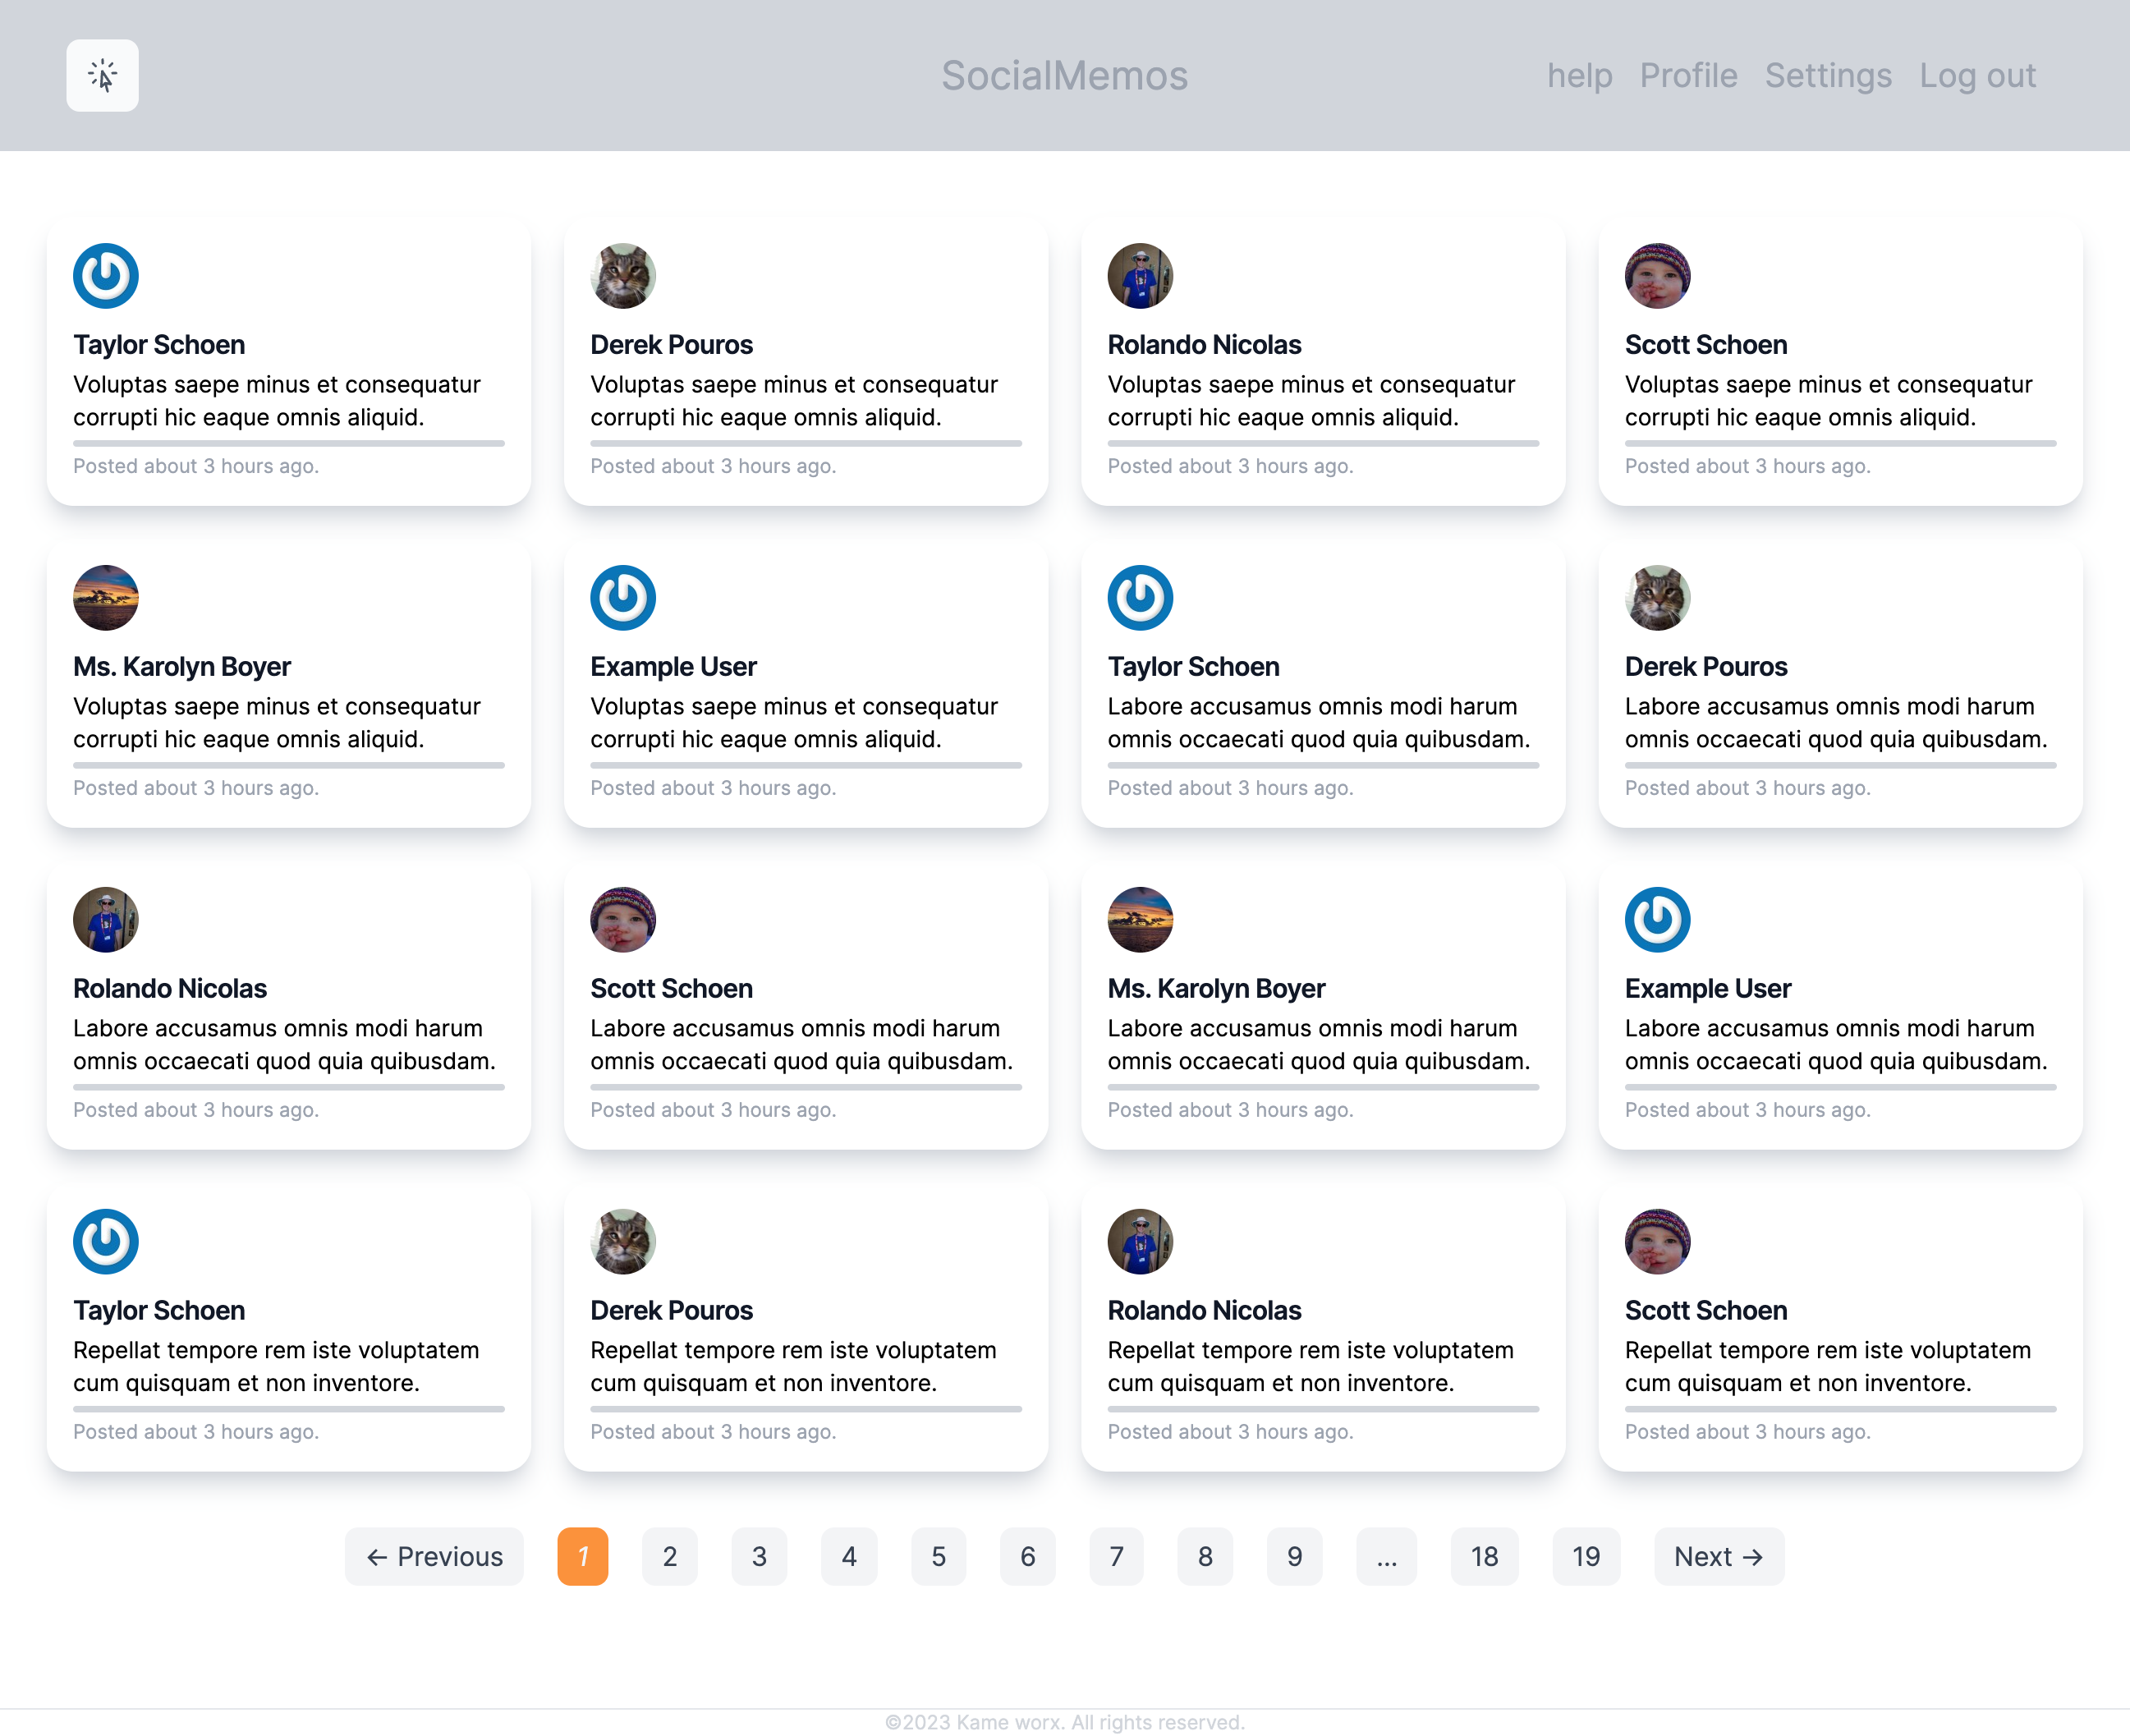 SocialMemos
help Profile Settings Log out
Taylor Schoen
Voluptas saepe minus et consequatur
corrupti hic eaque omnis aliquid.
Posted about 3 hours ago.
Derek Pouros
Voluptas saepe minus et consequatur
corrupti hic eaque omnis aliquid.
Posted about 3 hours ago.
Rolando Nicolas
Voluptas saepe minus et consequatur
corrupti hic eaque omnis aliquid.
Posted about 3 hours ago.
Scott Schoen
Voluptas saepe minus et consequatur
corrupti hic eaque omnis aliquid.
Posted about 3 hours ago.
Ms. Karolyn Boyer
Voluptas saepe minus et consequatur
corrupti hic eaque omnis aliquid.
Posted about 3 hours ago.
Example User
Voluptas saepe minus et consequatur
corrupti hic eaque omnis aliquid.
Posted about 3 hours ago.
Taylor Schoen
Labore accusamus omnis modi harum
omnis occaecati quod quia quibusdam.
Posted about 3 hours ago.
Derek Pouros
Labore accusamus omnis modi harum
omnis occaecati quod quia quibusdam.
Posted about 3 hours ago.
Rolando Nicolas
Labore accusamus omnis modi harum
omnis occaecati quod quia quibusdam.
Posted about 3 hours ago.
Scott Schoen
Labore accusamus omnis modi harum
omnis occaecati quod quia quibusdam.
Posted about 3 hours ago.
Ms. Karolyn Boyer
Labore accusamus omnis modi harum
omnis occaecati quod quia quibusdam.
Posted about 3 hours ago.
Example User
Labore accusamus omnis modi harum
omnis occaecati quod quia quibusdam.
Posted about 3 hours ago.
Taylor Schoen
Repellat tempore rem iste voluptatem
cum quisquam et non inventore.
Posted about 3 hours ago.
Derek Pouros
Repellat tempore rem iste voluptatem
cum quisquam et non inventore.
Posted about 3 hours ago.
Rolando Nicolas
Repellat tempore rem iste voluptatem
cum quisquam et non inventore.
Posted about 3 hours ago.
Scott Schoen
Repellat tempore rem iste voluptatem
cum quisquam et non inventore.
Posted about 3 hours ago.
← Previous 1 2 3 4 5 6 7 8 9 … 18 19 Next →
©2023 Kame worx. All rights reserved.